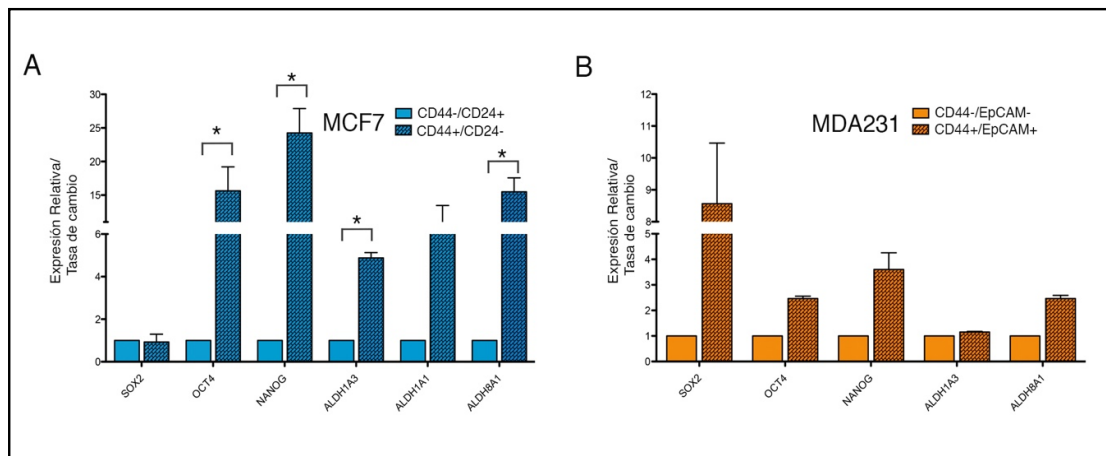 A
MCF7
CD44-/CD24+
CD44+/CD24-
Expresión Relativa/
Tasa de cambio
30
25
20
15
6
4
2
0
*
*
*
*
SOX2
OCT4
NANOG
ALDH1A3
ALDH1A1
ALDH8A1
B
MDA231
CD44-/EpCAM-
CD44+/EpCAM+
Expresión Relativa/
Tasa de cambio
12
11
10
9
8
5
4
3
2
1
0
SOX2
OCT4
NANOG
ALDH1A3
ALDH8A1